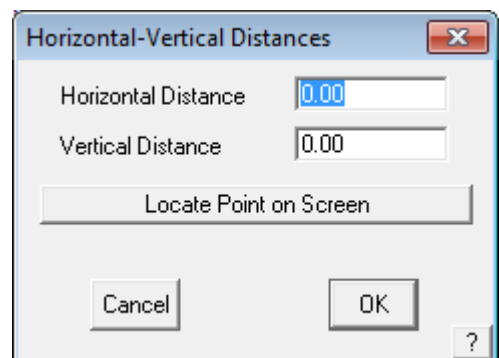 Horizontal-Vertical Distances
Horizontal Distance 0.00
Vertical Distance 0.00
Locate Point on Screen
Cancel OK
?